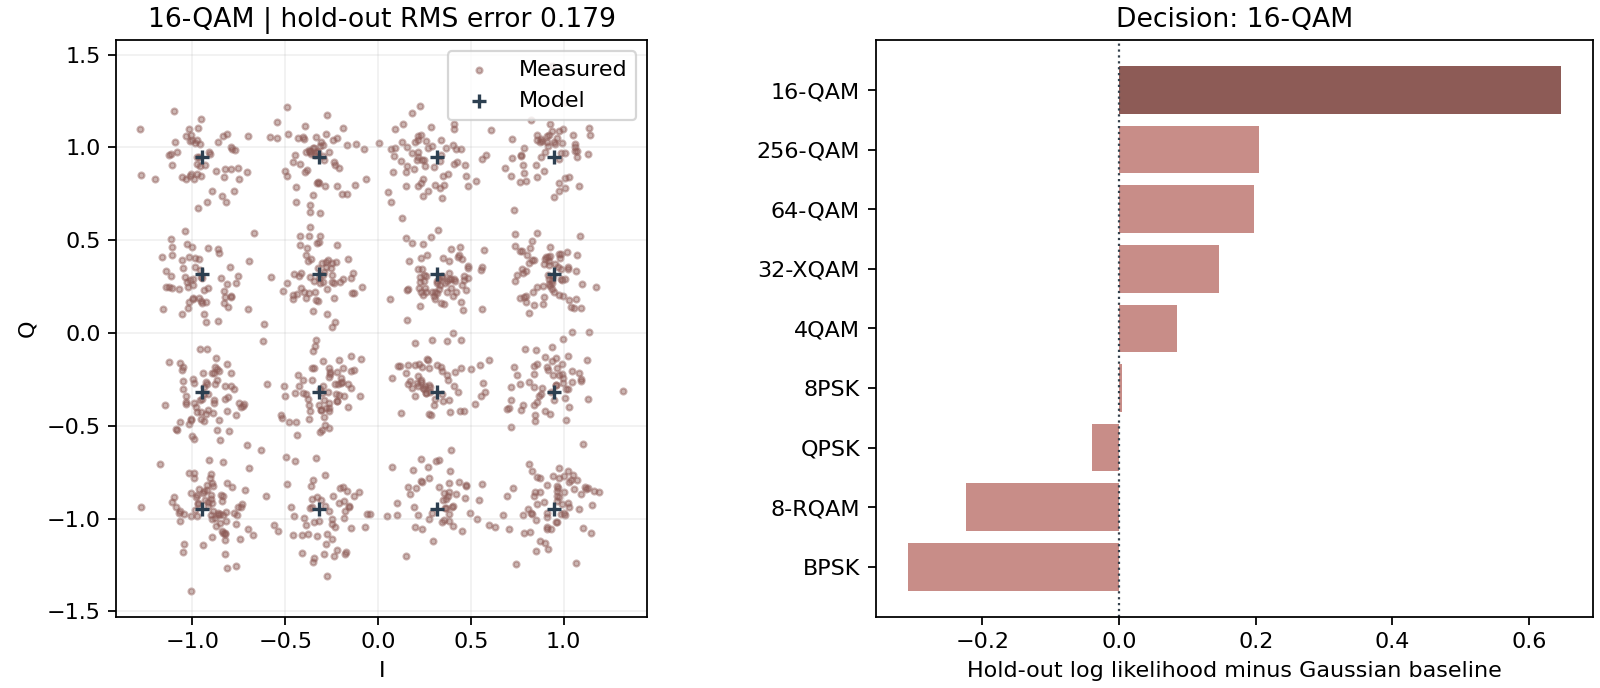 16-QAM | hold-out RMS error 0.179
Measured
Model
1.5
1.0
0.5
0.0
−0.5
−1.0
−1.5
Q
−1.0
−0.5
0.0
0.5
1.0
I
Decision: 16-QAM
16-QAM
256-QAM
64-QAM
32-XQAM
4QAM
8PSK
QPSK
8-RQAM
BPSK
−0.2
0.0
0.2
0.4
0.6
Hold-out log likelihood minus Gaussian baseline